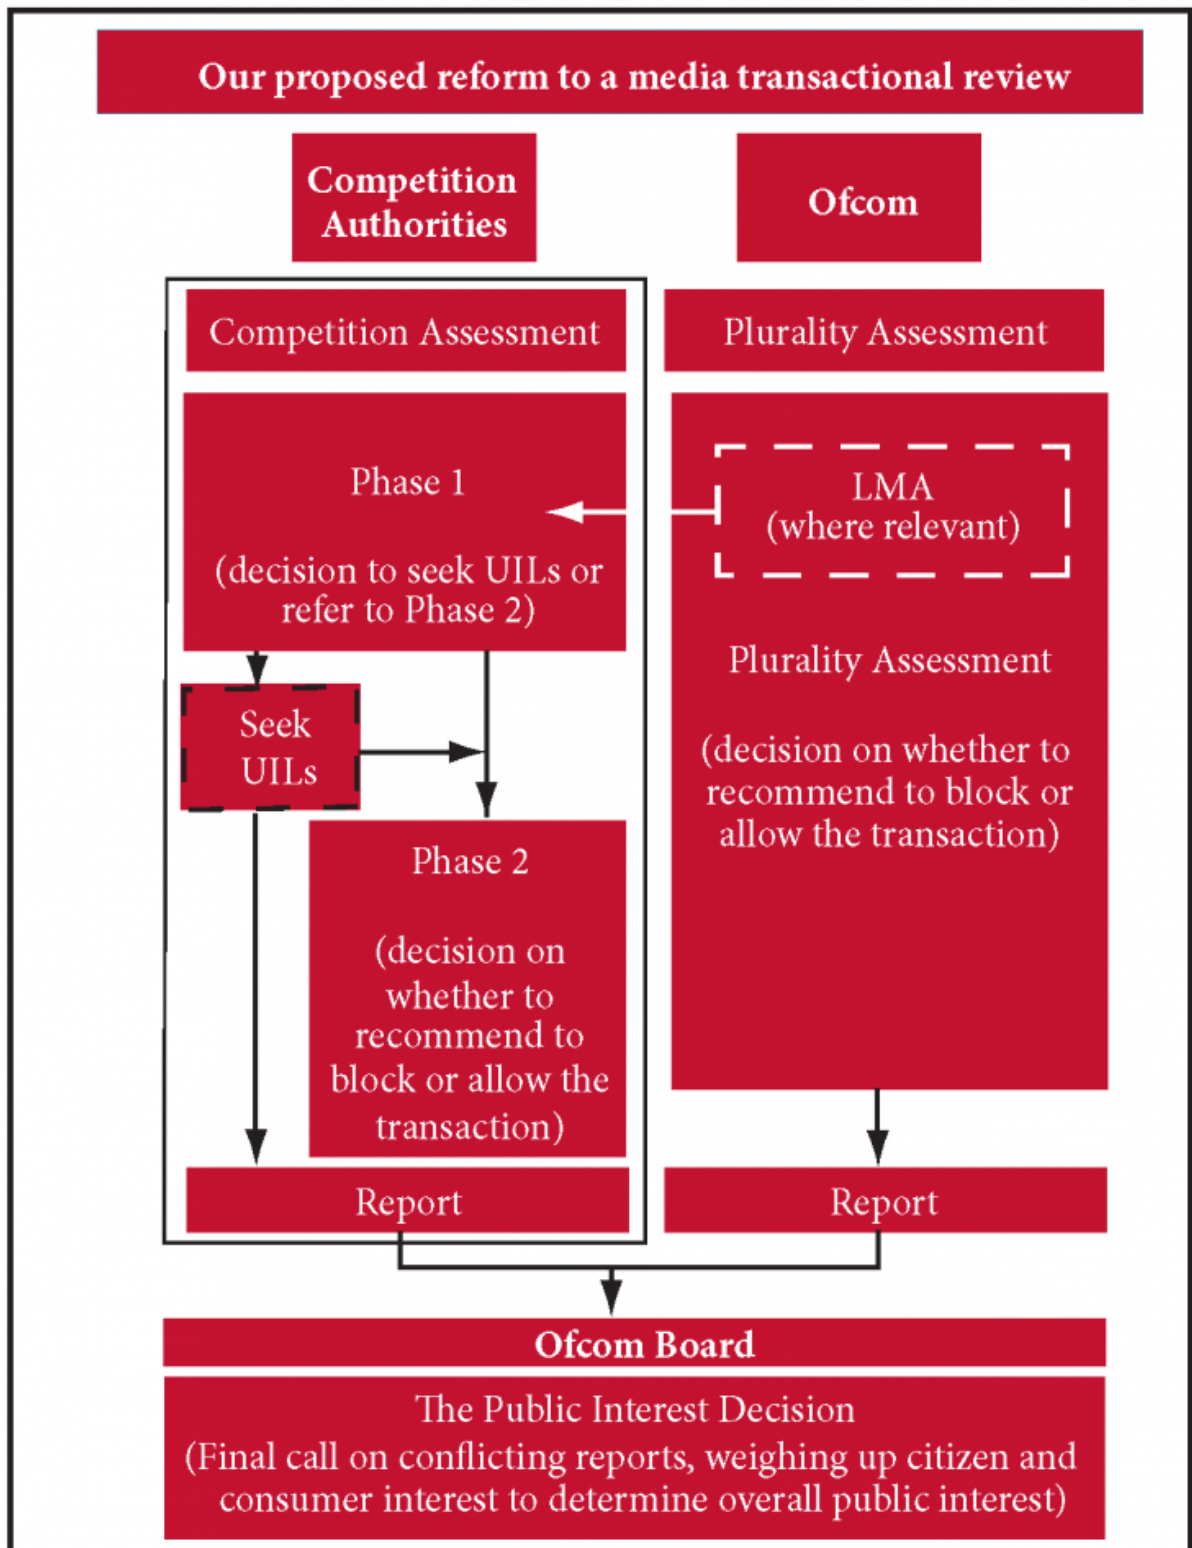 Our proposed reform to a media transactional review
Competition
Authorities
Ofcom
Competition Assessment
Plurality Assessment
Phase 1
(decision to seek UILs or
refer to Phase 2)
LMA
(where relevant)
Plurality Assessment
(decision on whether to
recommend to block or
allow the transaction)
Seek
UILs
Phase 2
(decision on
whether to
recommend to
block or allow the
transaction)
Report
Report
Ofcom Board
The Public Interest Decision
(Final call on conflicting reports, weighing up citizen and
consumer interest to determine overall public interest)